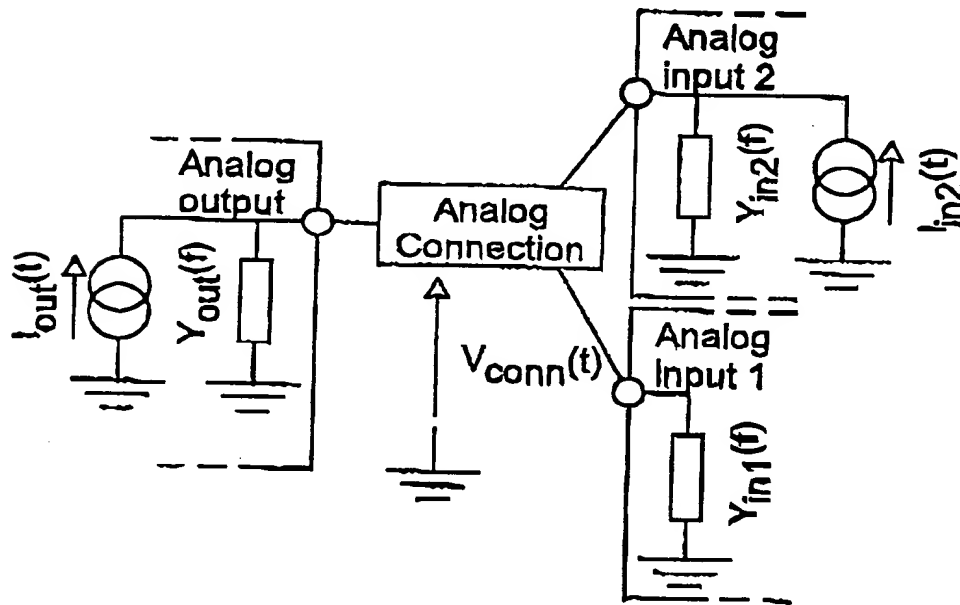 Analog
input 2
Y_in2(f)
I_in2(t)
Analog
output
I_out(t)
Y_out(f)
Analog
Connection
V_conn(t)
Analog
Input 1
Y_in1(f)